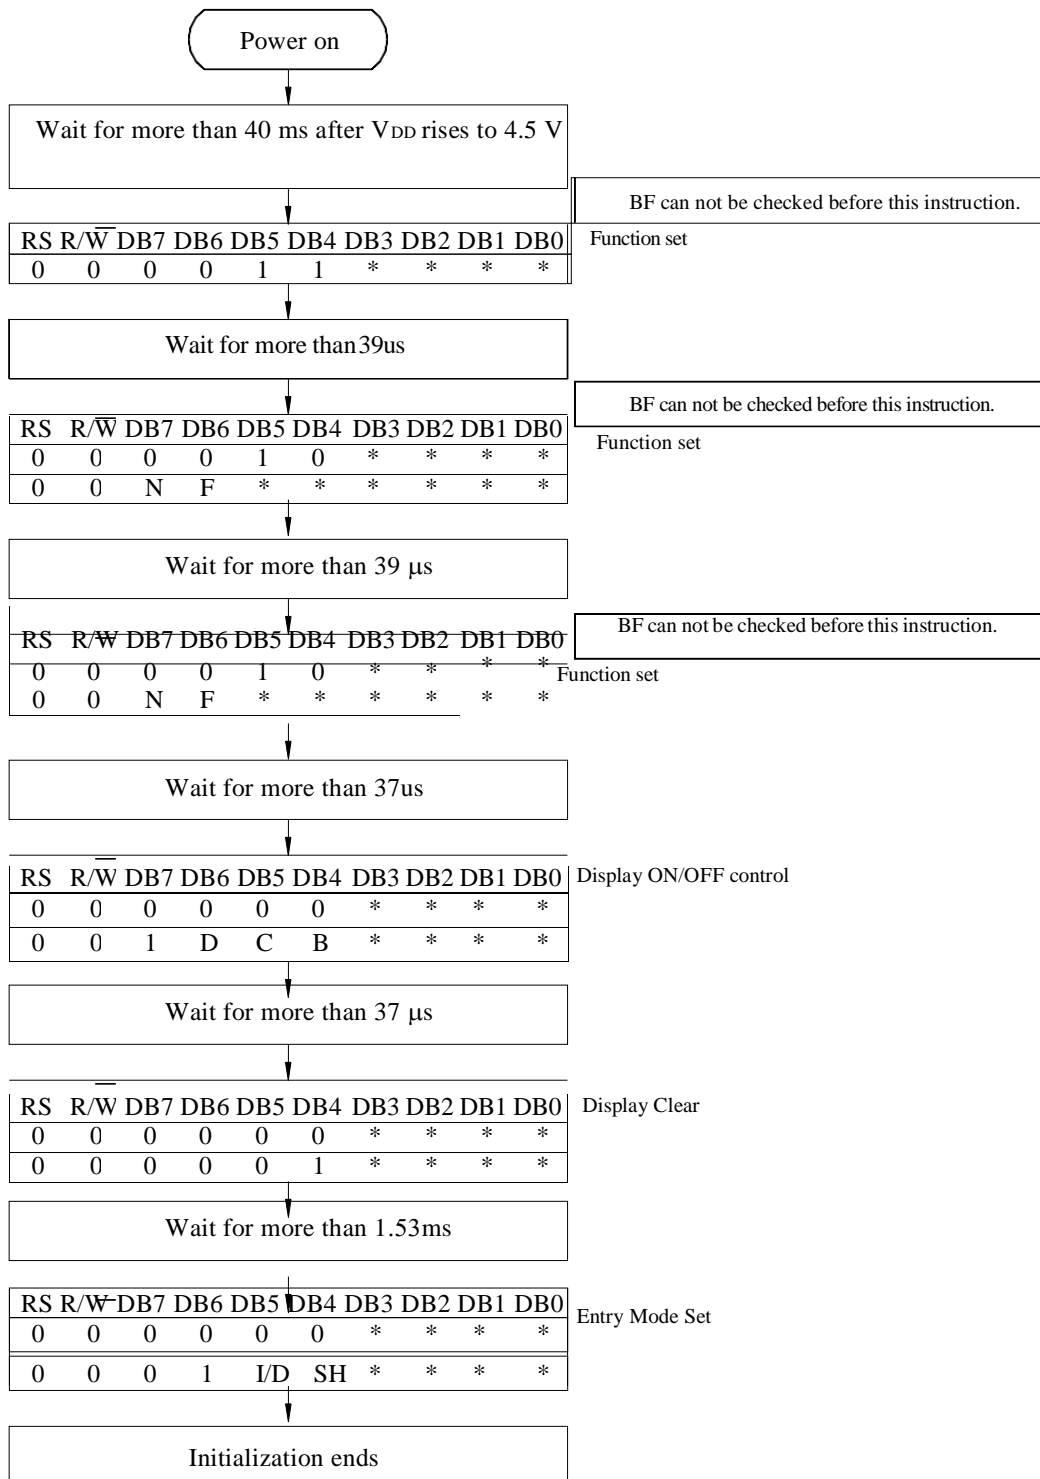 Power on
Wait for more than 40 ms after VDD rises to 4.5 V
BF can not be checked before this instruction.
RS R/W̅ DB7 DB6 DB5 DB4 DB3 DB2 DB1 DB0
Function set
0 0 0 0 1 1 * * * *
Wait for more than 39us
BF can not be checked before this instruction.
RS R/W̅ DB7 DB6 DB5 DB4 DB3 DB2 DB1 DB0
Function set
0 0 0 0 1 0 * * * *
0 0 N F * * * * * *
Wait for more than 39 μs
BF can not be checked before this instruction.
RS R/W̅ DB7 DB6 DB5 DB4 DB3 DB2 DB1 DB0
0 0 0 0 1 0 * * * *
Function set
0 0 N F * * * * * *
Wait for more than 37us
RS R/W̅ DB7 DB6 DB5 DB4 DB3 DB2 DB1 DB0
Display ON/OFF control
0 0 0 0 0 0 * * * *
0 0 1 D C B * * * *
Wait for more than 37 μs
RS R/W̅ DB7 DB6 DB5 DB4 DB3 DB2 DB1 DB0
Display Clear
0 0 0 0 0 0 * * * *
0 0 0 0 0 1 * * * *
Wait for more than 1.53ms
RS R/W̅ DB7 DB6 DB5 DB4 DB3 DB2 DB1 DB0
Entry Mode Set
0 0 0 0 0 0 * * * *
0 0 0 1 I/D SH * * * *
Initialization ends